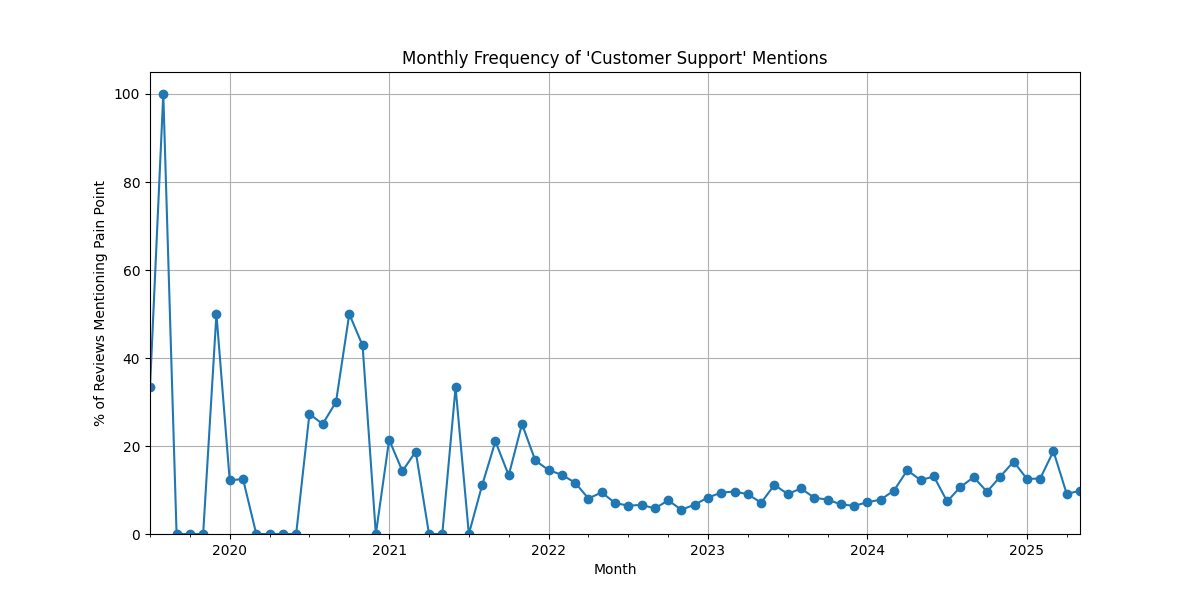 Monthly Frequency of 'Customer Support' Mentions
% of Reviews Mentioning Pain Point
100
80
60
40
20
0
2020 2021 2022 2023 2024 2025
Month